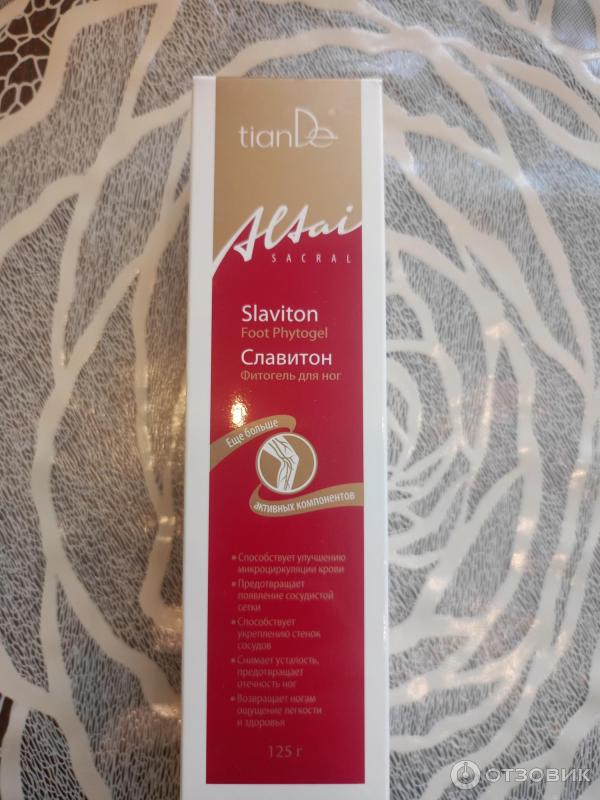 tianDe
Altai
SACRAL
Slaviton
Foot Phytogel
Славитон
Фитогель для ног
Еще больше
активных компонентов
• Способствует улучшению
микроциркуляции крови
• Предотвращает
появление сосудистой
сетки
• Способствует
укреплению стенок
сосудов
• Снимает усталость,
предотвращает
отечность ног
• Возвращает ногам
ощущение легкости
и здоровья
125 г
ОТЗОВИК